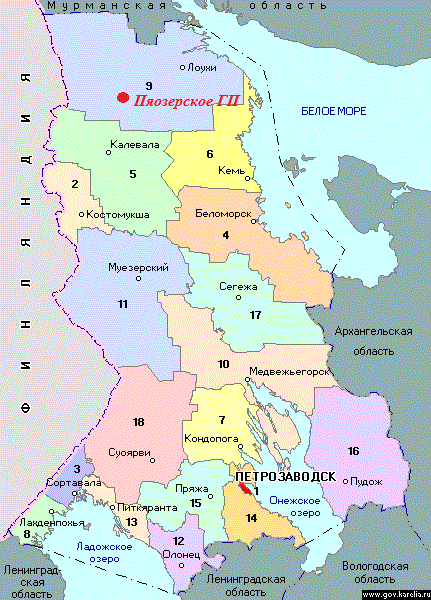 Мурманская область
9
Лоухи
Пяозерское ГП
БЕЛОЕ МОРЕ
ФИНЛЯНДИЯ
Калевала
5
6
Кемь
2
Костомукша
Беломорск
4
Муезерский
11
Сегежа
17
Архангельская
область
10
Медвежьегорск
18
7
Суоярви
Кондопога
16
Пудож
3
Сортавала
ПЕТРОЗАВОДСК
1
Пряжа
15
Онежское
озеро
14
Питкяранта
13
Лахденпохья
8
12
Олонец
Ладожское
озеро
Ленинград-
ская
область
Ленинградская
область
Вологодская
область
www.gov.karelia.ru